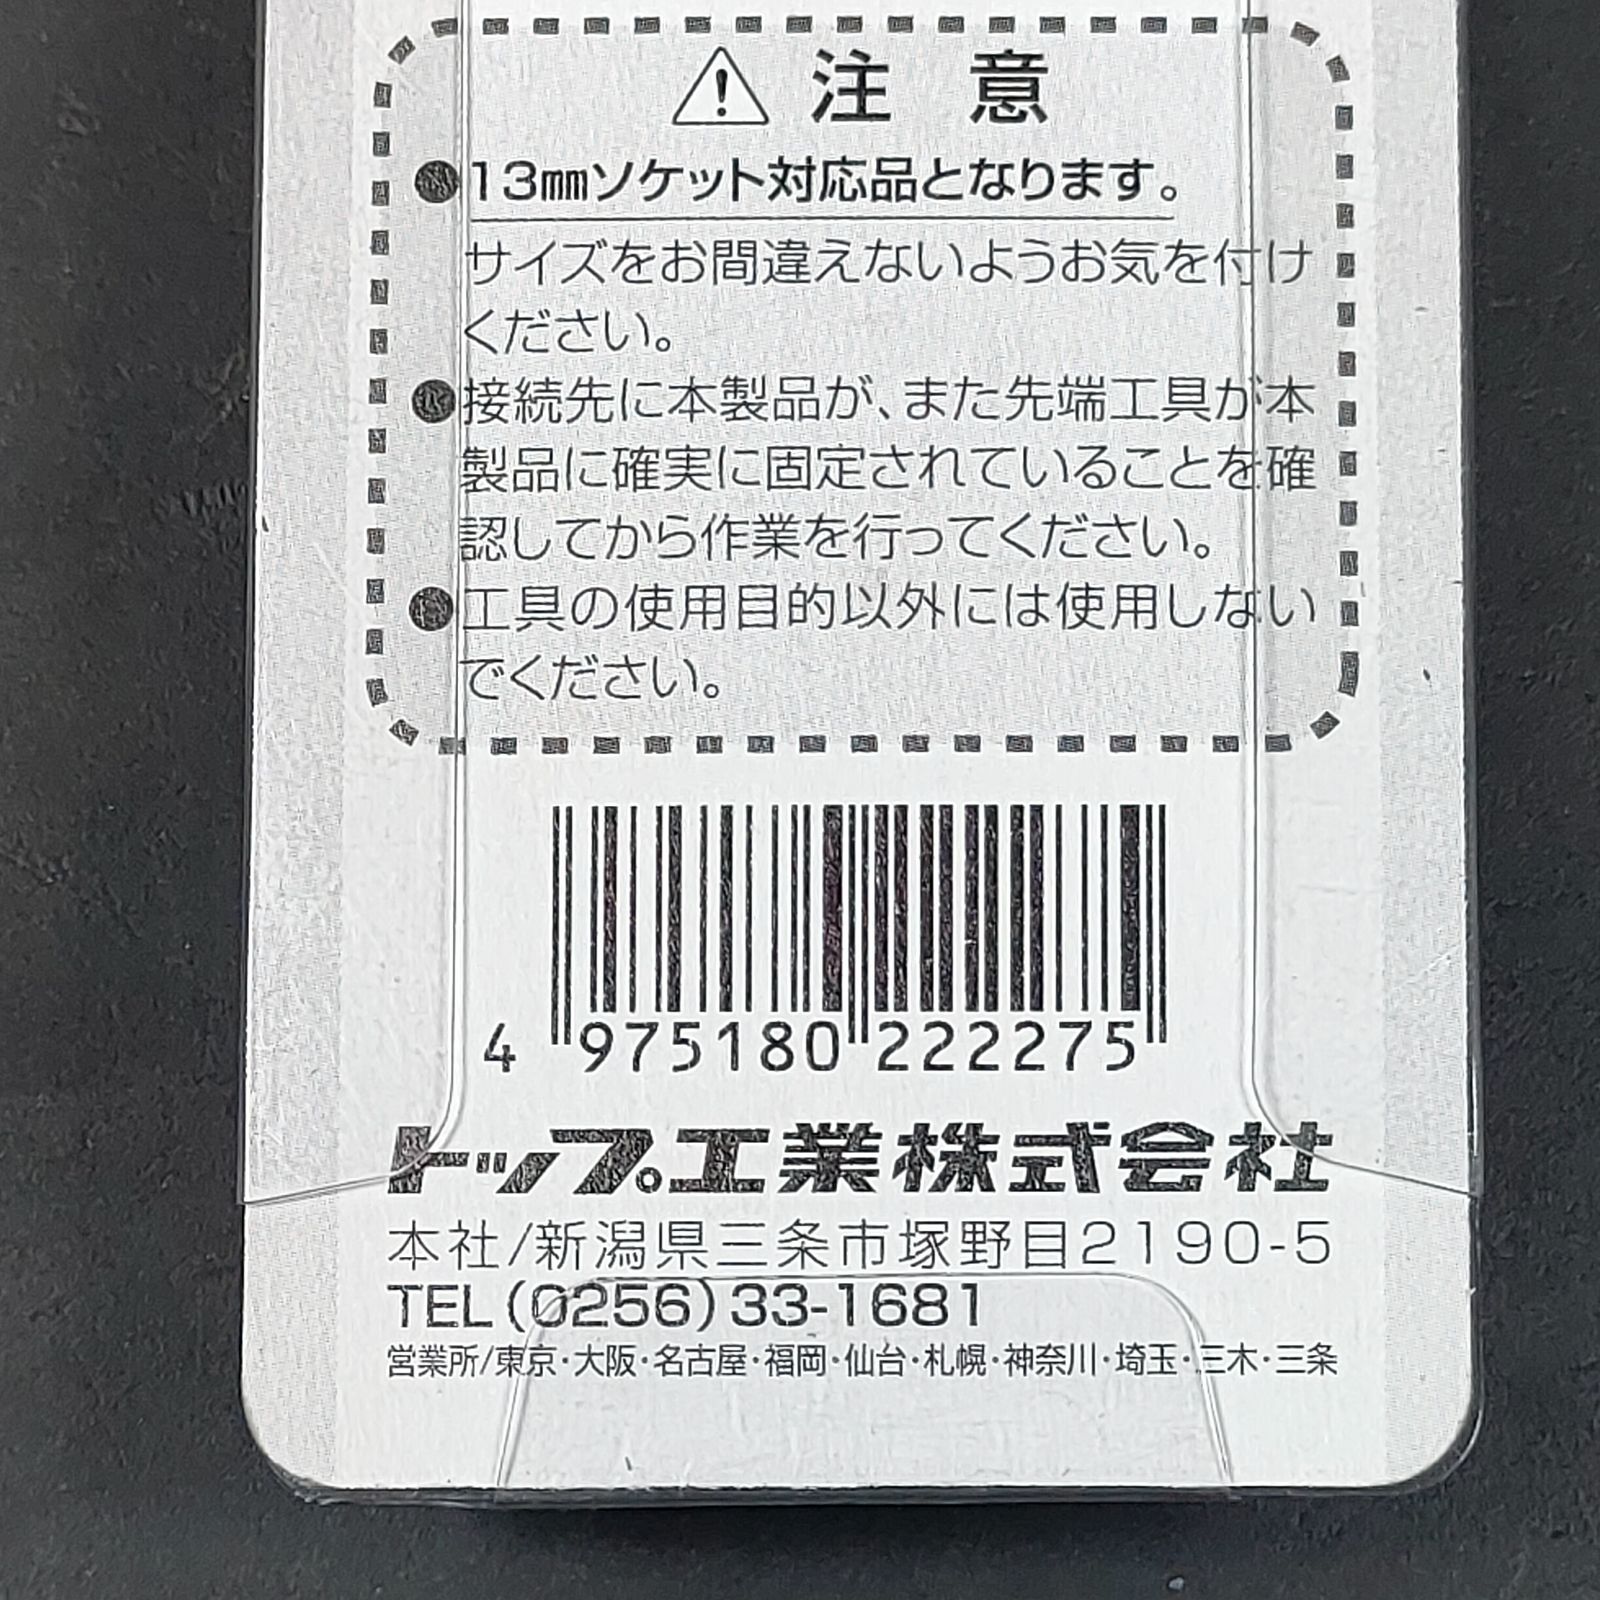 注意
●13㎜ソケット対応品となります。
サイズをお間違えないようお気を付け
ください。
●接続先に本製品が、また先端工具が本
製品に確実に固定されていることを確
認してから作業を行ってください。
●工具の使用目的以外には使用しない
でください。
4 975180 222275
トップ工業株式会社
本社/新潟県三条市塚野目2190-5
TEL(0256)33-1681
営業所/東京・大阪・名古屋・福岡・仙台・札幌・神奈川・埼玉・三木・三条